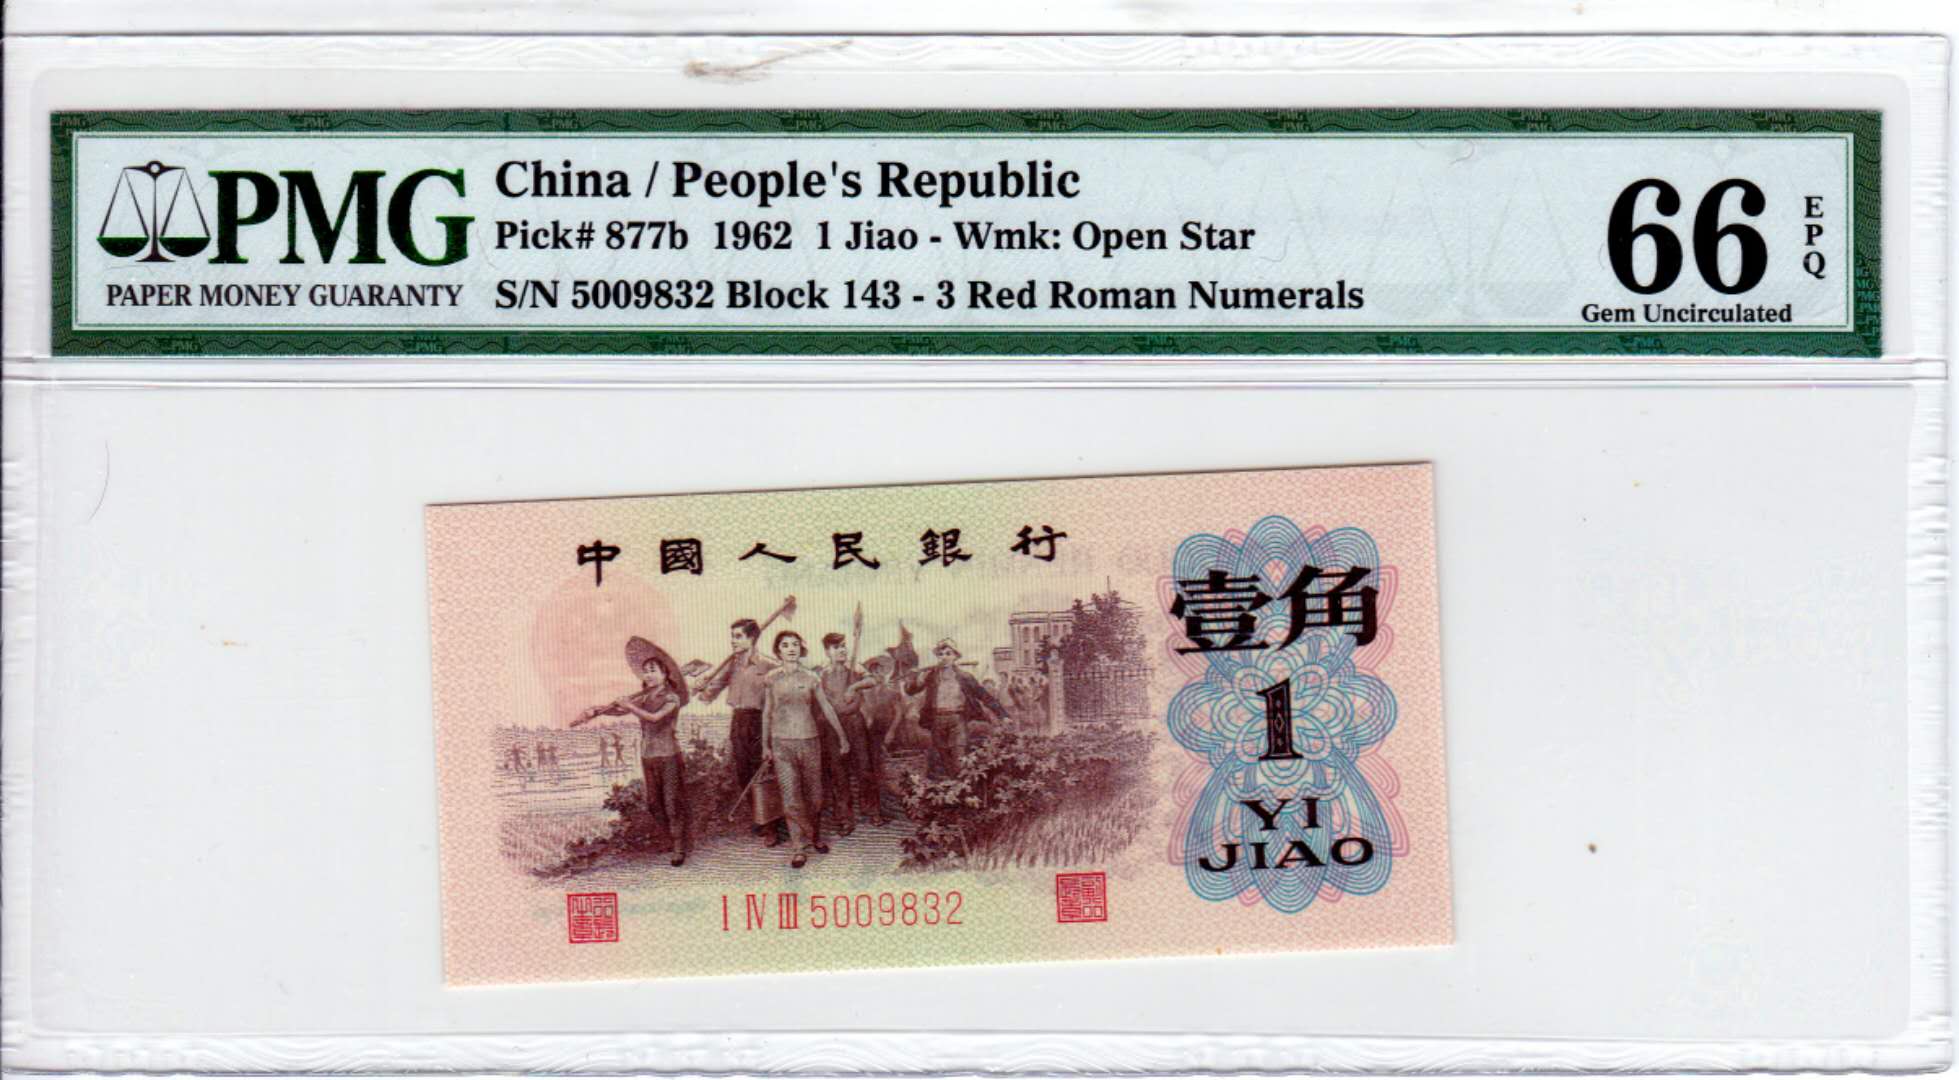 PMG
PAPER MONEY GUARANTY
China / People's Republic
Pick# 877b 1962 1 Jiao - Wmk: Open Star
S/N 5009832 Block 143 - 3 Red Roman Numerals
66
EPQ
Gem Uncirculated
中國人民銀行
壹角
1
YI
JIAO
I IV III 5009832